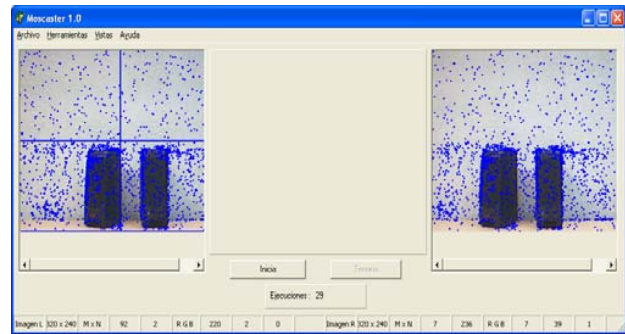 Moscaster 1.0
Archivo Herramientas Vistas Ayuda
Inicia
Ejecuciones : 29
Imagen L 320 x 240 M x N 92 2 R G B 220 2 0 Imagen R 320 x 240 M x N 7 236 R G B 7 39 1